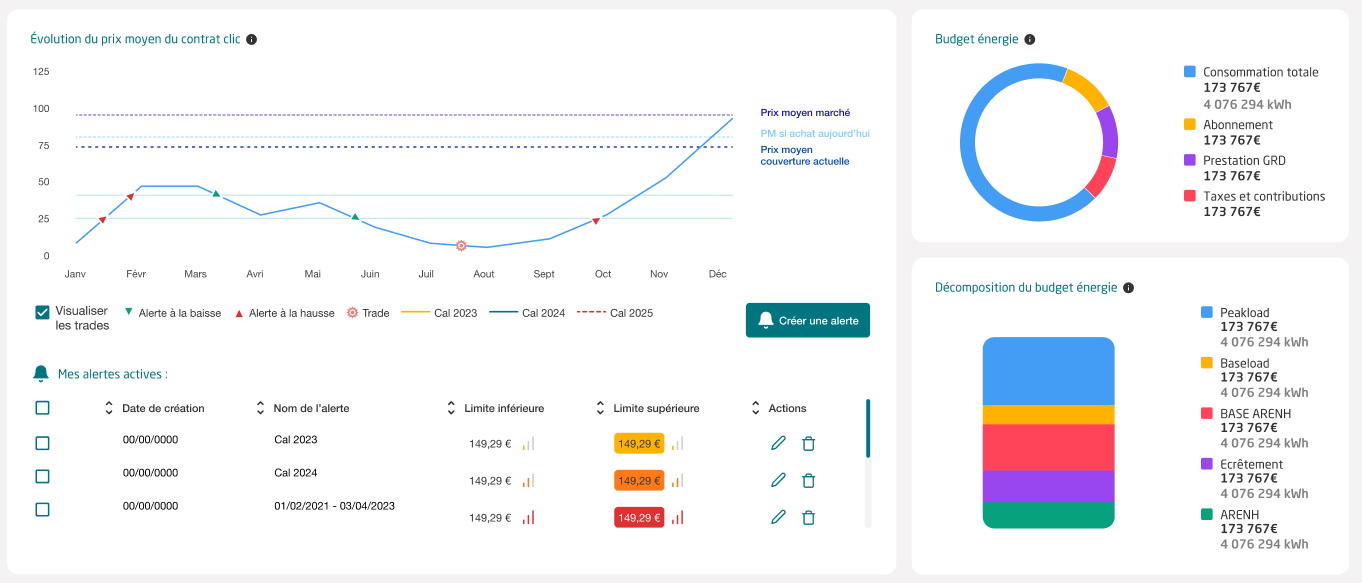 Évolution du prix moyen du contrat clic
125
100
75
50
25
0
Prix moyen marché
PM si achat aujourd'hui
Prix moyen
couverture actuelle
Janv Févr Mars Avri Mai Juin Juil Aout Sept Oct Nov Déc
Visualiser
les trades
Alerte à la baisse Alerte à la hausse Trade Cal 2023 Cal 2024 Cal 2025
Créer une alerte
Mes alertes actives :
Date de création Nom de l'alerte Limite inférieure Limite supérieure Actions
00/00/0000 Cal 2023 149,29 € 149,29 €
00/00/0000 Cal 2024 149,29 € 149,29 €
00/00/0000 01/02/2021 - 03/04/2023 149,29 € 149,29 €
Budget énergie
Consommation totale
173 767€
4 076 294 kWh
Abonnement
173 767€
Prestation GRD
173 767€
Taxes et contributions
173 767€
Décomposition du budget énergie
Peakload
173 767€
4 076 294 kWh
Baseload
173 767€
4 076 294 kWh
BASE ARENH
173 767€
4 076 294 kWh
Ecrêtement
173 767€
4 076 294 kWh
ARENH
173 767€
4 076 294 kWh